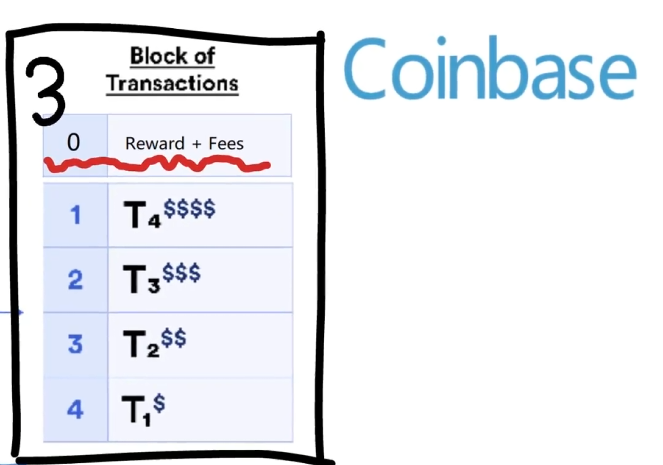 Coinbase
3
Block of
Transactions
0 Reward + Fees
1 T₄$$$$
2 T₃$$$
3 T₂$$
4 T₁$